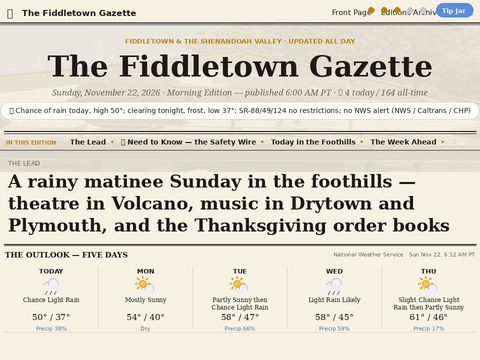 The Fiddletown Gazette
Front Page Editions Archiv
Tip Jar
FIDDLETOWN & THE SHENANDOAH VALLEY · UPDATED ALL DAY
The Fiddletown Gazette
Sunday, November 22, 2026 · Morning Edition — published 6:00 AM PT · 4 today / 164 all-time
Chance of rain today, high 50°; clearing tonight, frost, low 37°; SR-88/49/124 no restrictions; no NWS alert (NWS / Caltrans / CHP)
IN THIS EDITION The Lead • Need to Know — the Safety Wire • Today in the Foothills • The Week Ahead •
THE LEAD
A rainy matinee Sunday in the foothills —
theatre in Volcano, music in Drytown and
Plymouth, and the Thanksgiving order books
THE OUTLOOK — FIVE DAYS
National Weather Service · Sun Nov 22, 6:12 AM PT
TODAY
Chance Light Rain
50° / 37°
Precip 38%
MON
Mostly Sunny
54° / 40°
Dry
TUE
Partly Sunny then
Chance Light Rain
58° / 47°
Precip 66%
WED
Light Rain Likely
58° / 45°
Precip 59%
THU
Slight Chance Light
Rain then Partly Sunny
61° / 46°
Precip 17%